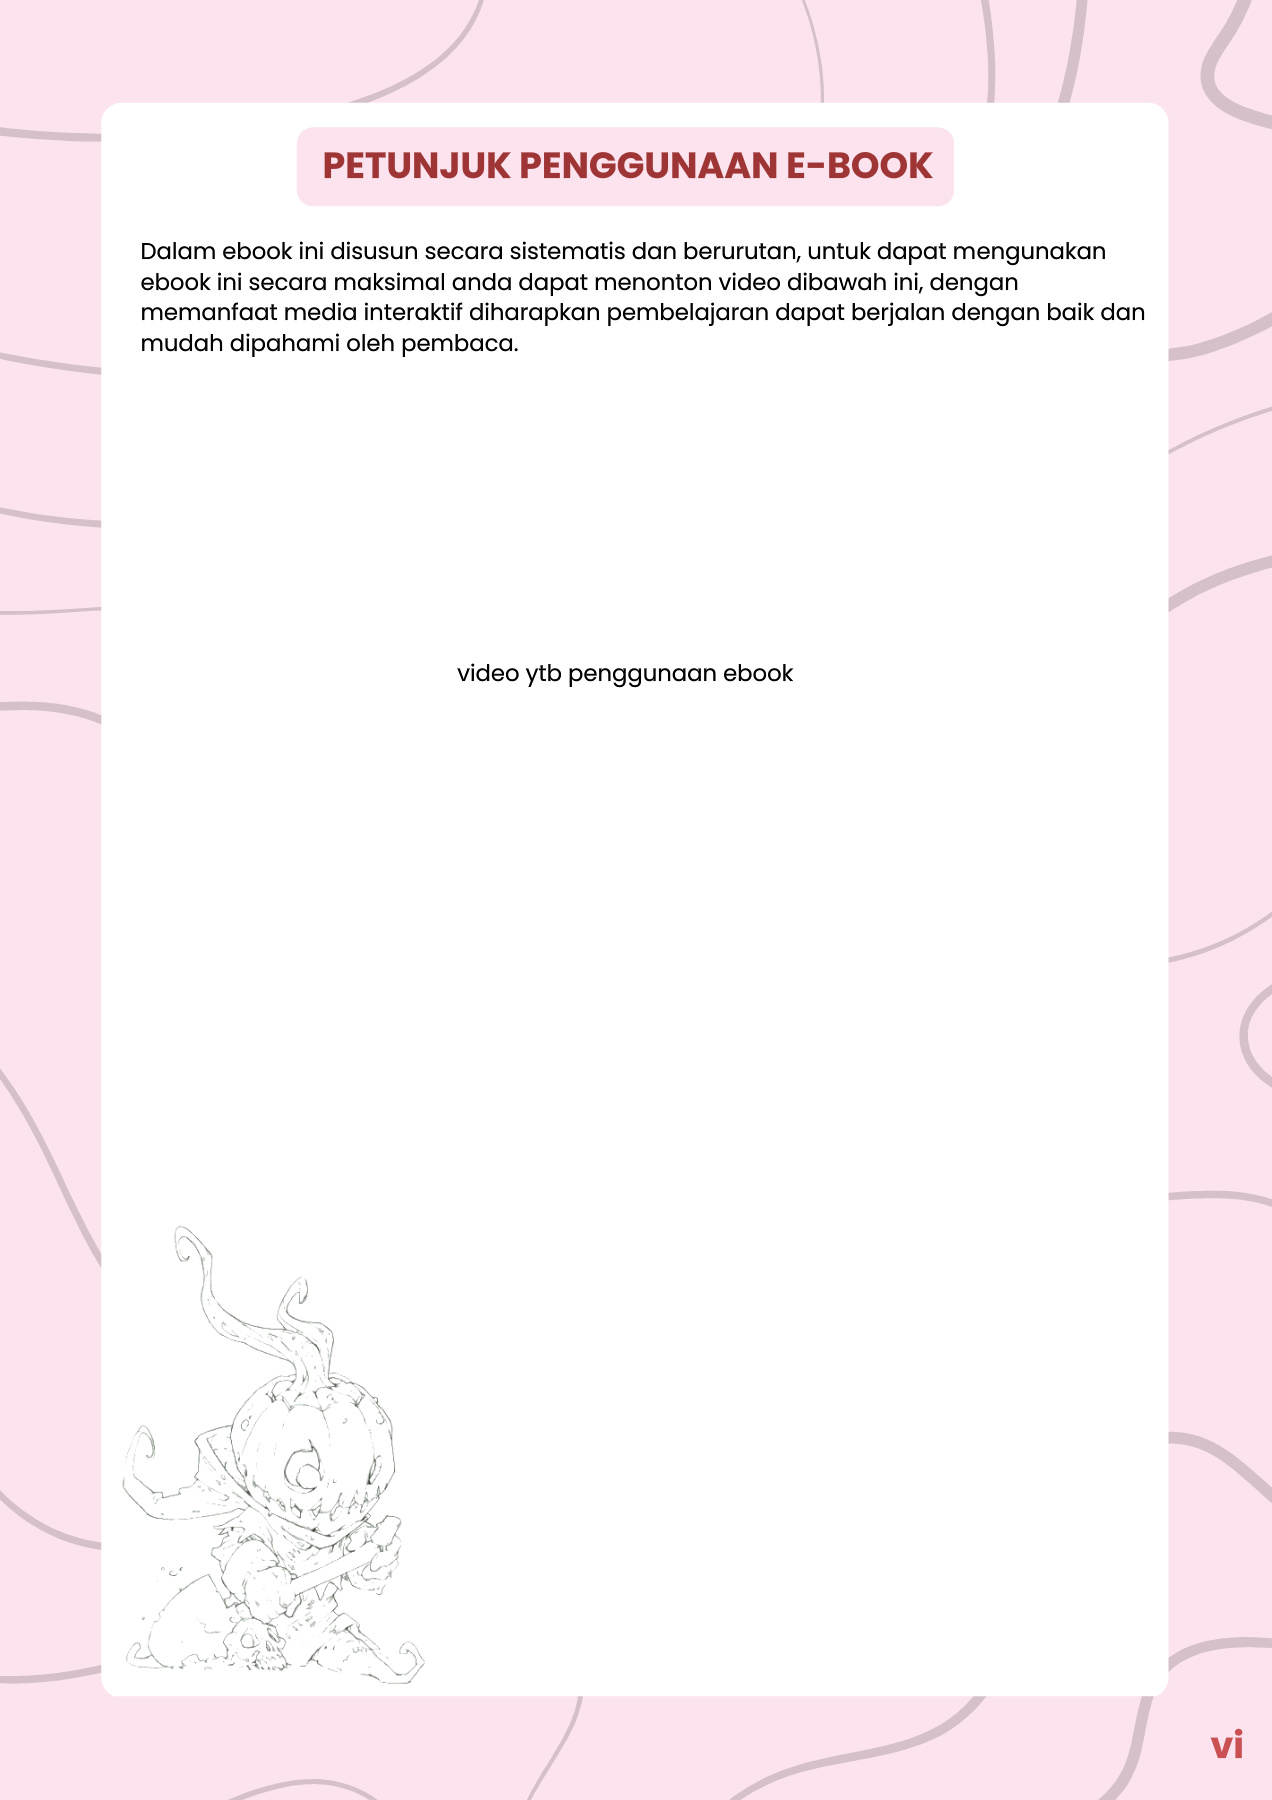 PETUNJUK PENGGUNAAN E-BOOK
Dalam ebook ini disusun secara sistematis dan berurutan, untuk dapat mengunakan
ebook ini secara maksimal anda dapat menonton video dibawah ini, dengan
memanfaat media interaktif diharapkan pembelajaran dapat berjalan dengan baik dan
mudah dipahami oleh pembaca.
video ytb penggunaan ebook
vi